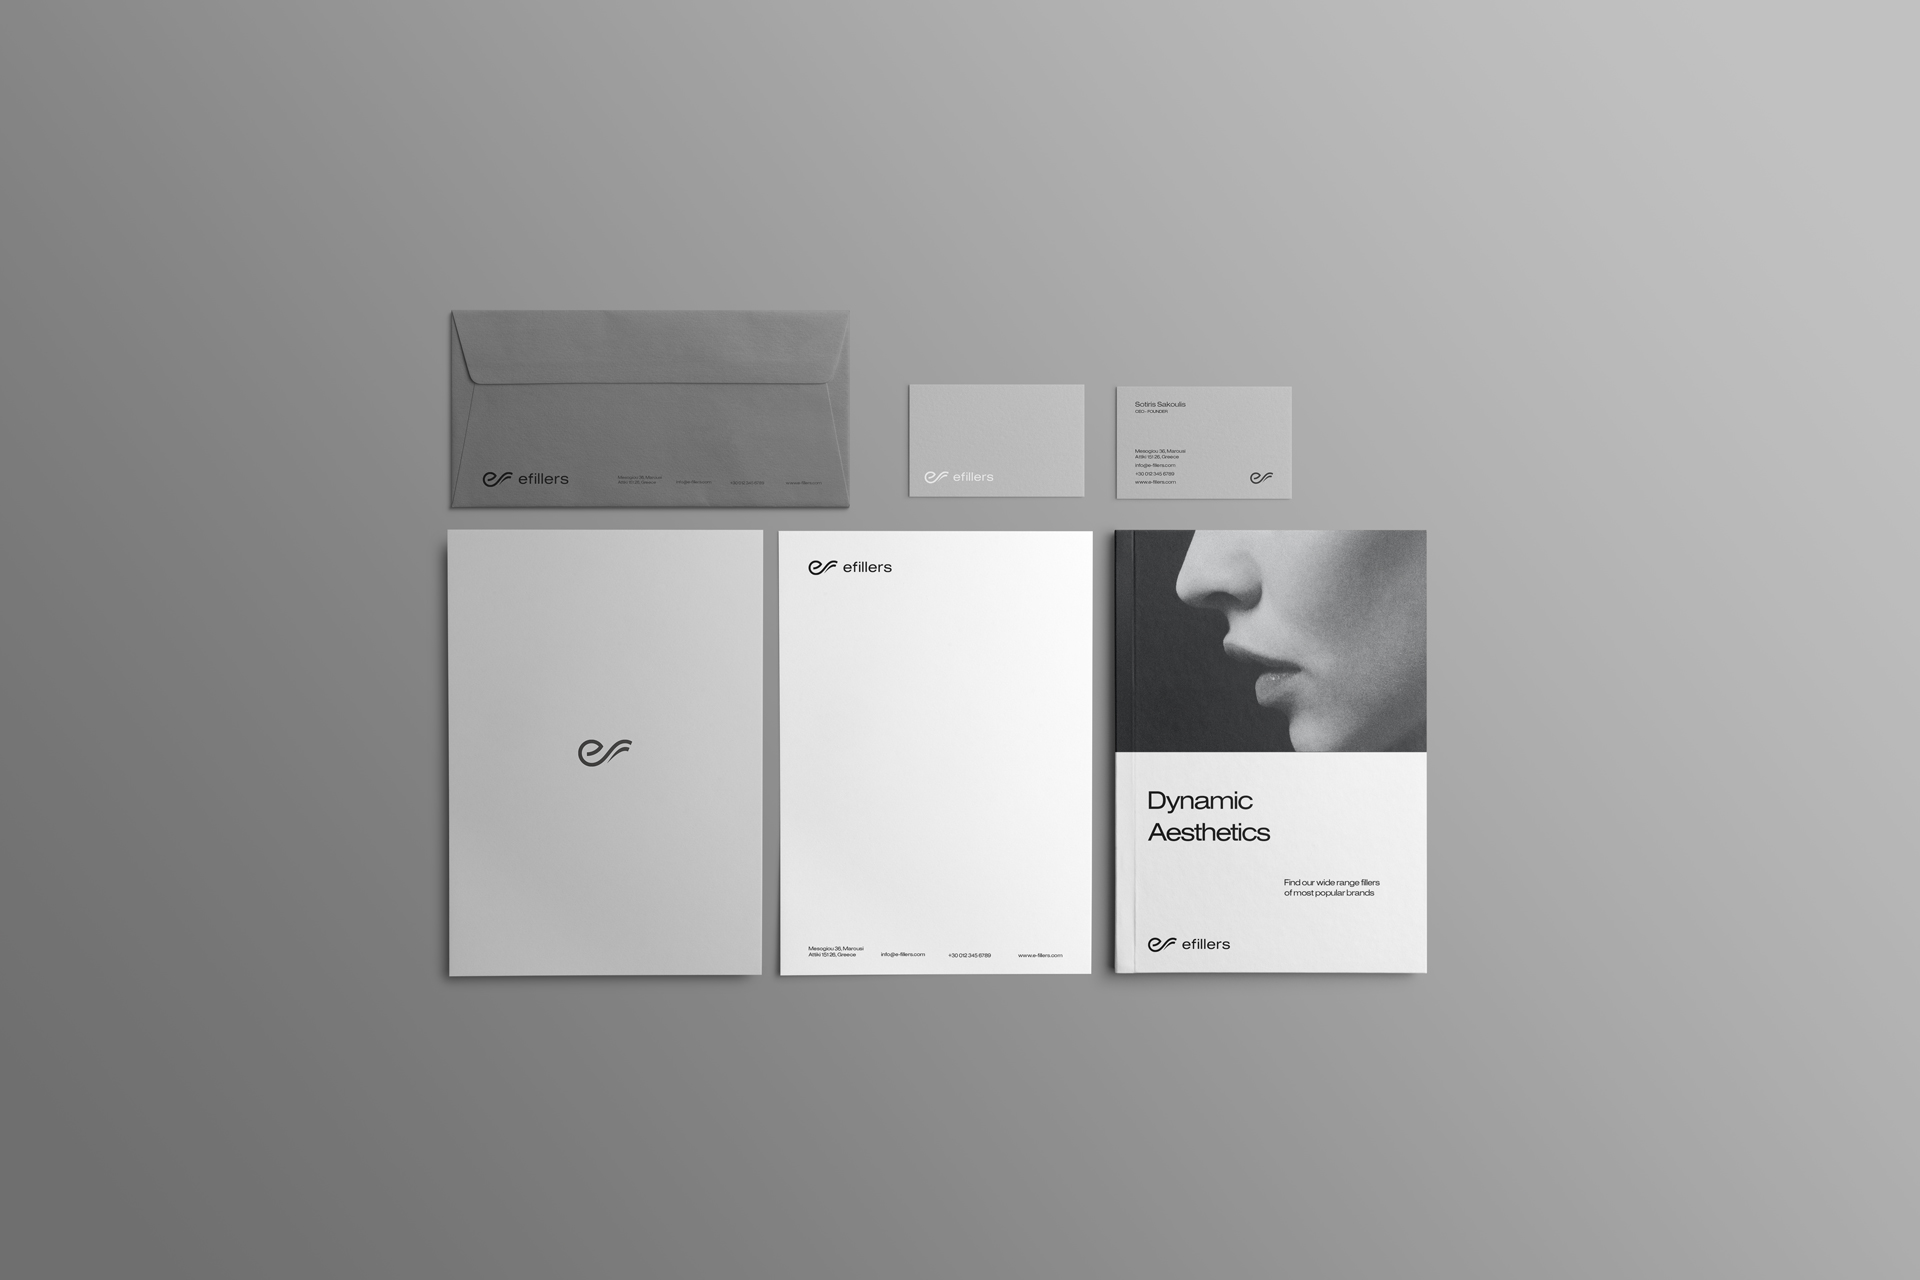 efillers
Mesogiou 36, Marousi
Attiki 151 26, Greece
info@e-fillers.com
+30 012 345 6789
www.e-fillers.com
efillers
Sotiris Sakoulis
CEO - FOUNDER
Mesogiou 36, Marousi
Attiki 151 26, Greece
info@e-fillers.com
+30 012 345 6789
www.e-fillers.com
efillers
Mesogiou 36, Marousi
Attiki 151 26, Greece
info@e-fillers.com
+30 012 345 6789
www.e-fillers.com
Dynamic
Aesthetics
Find our wide range fillers
of most popular brands
efillers